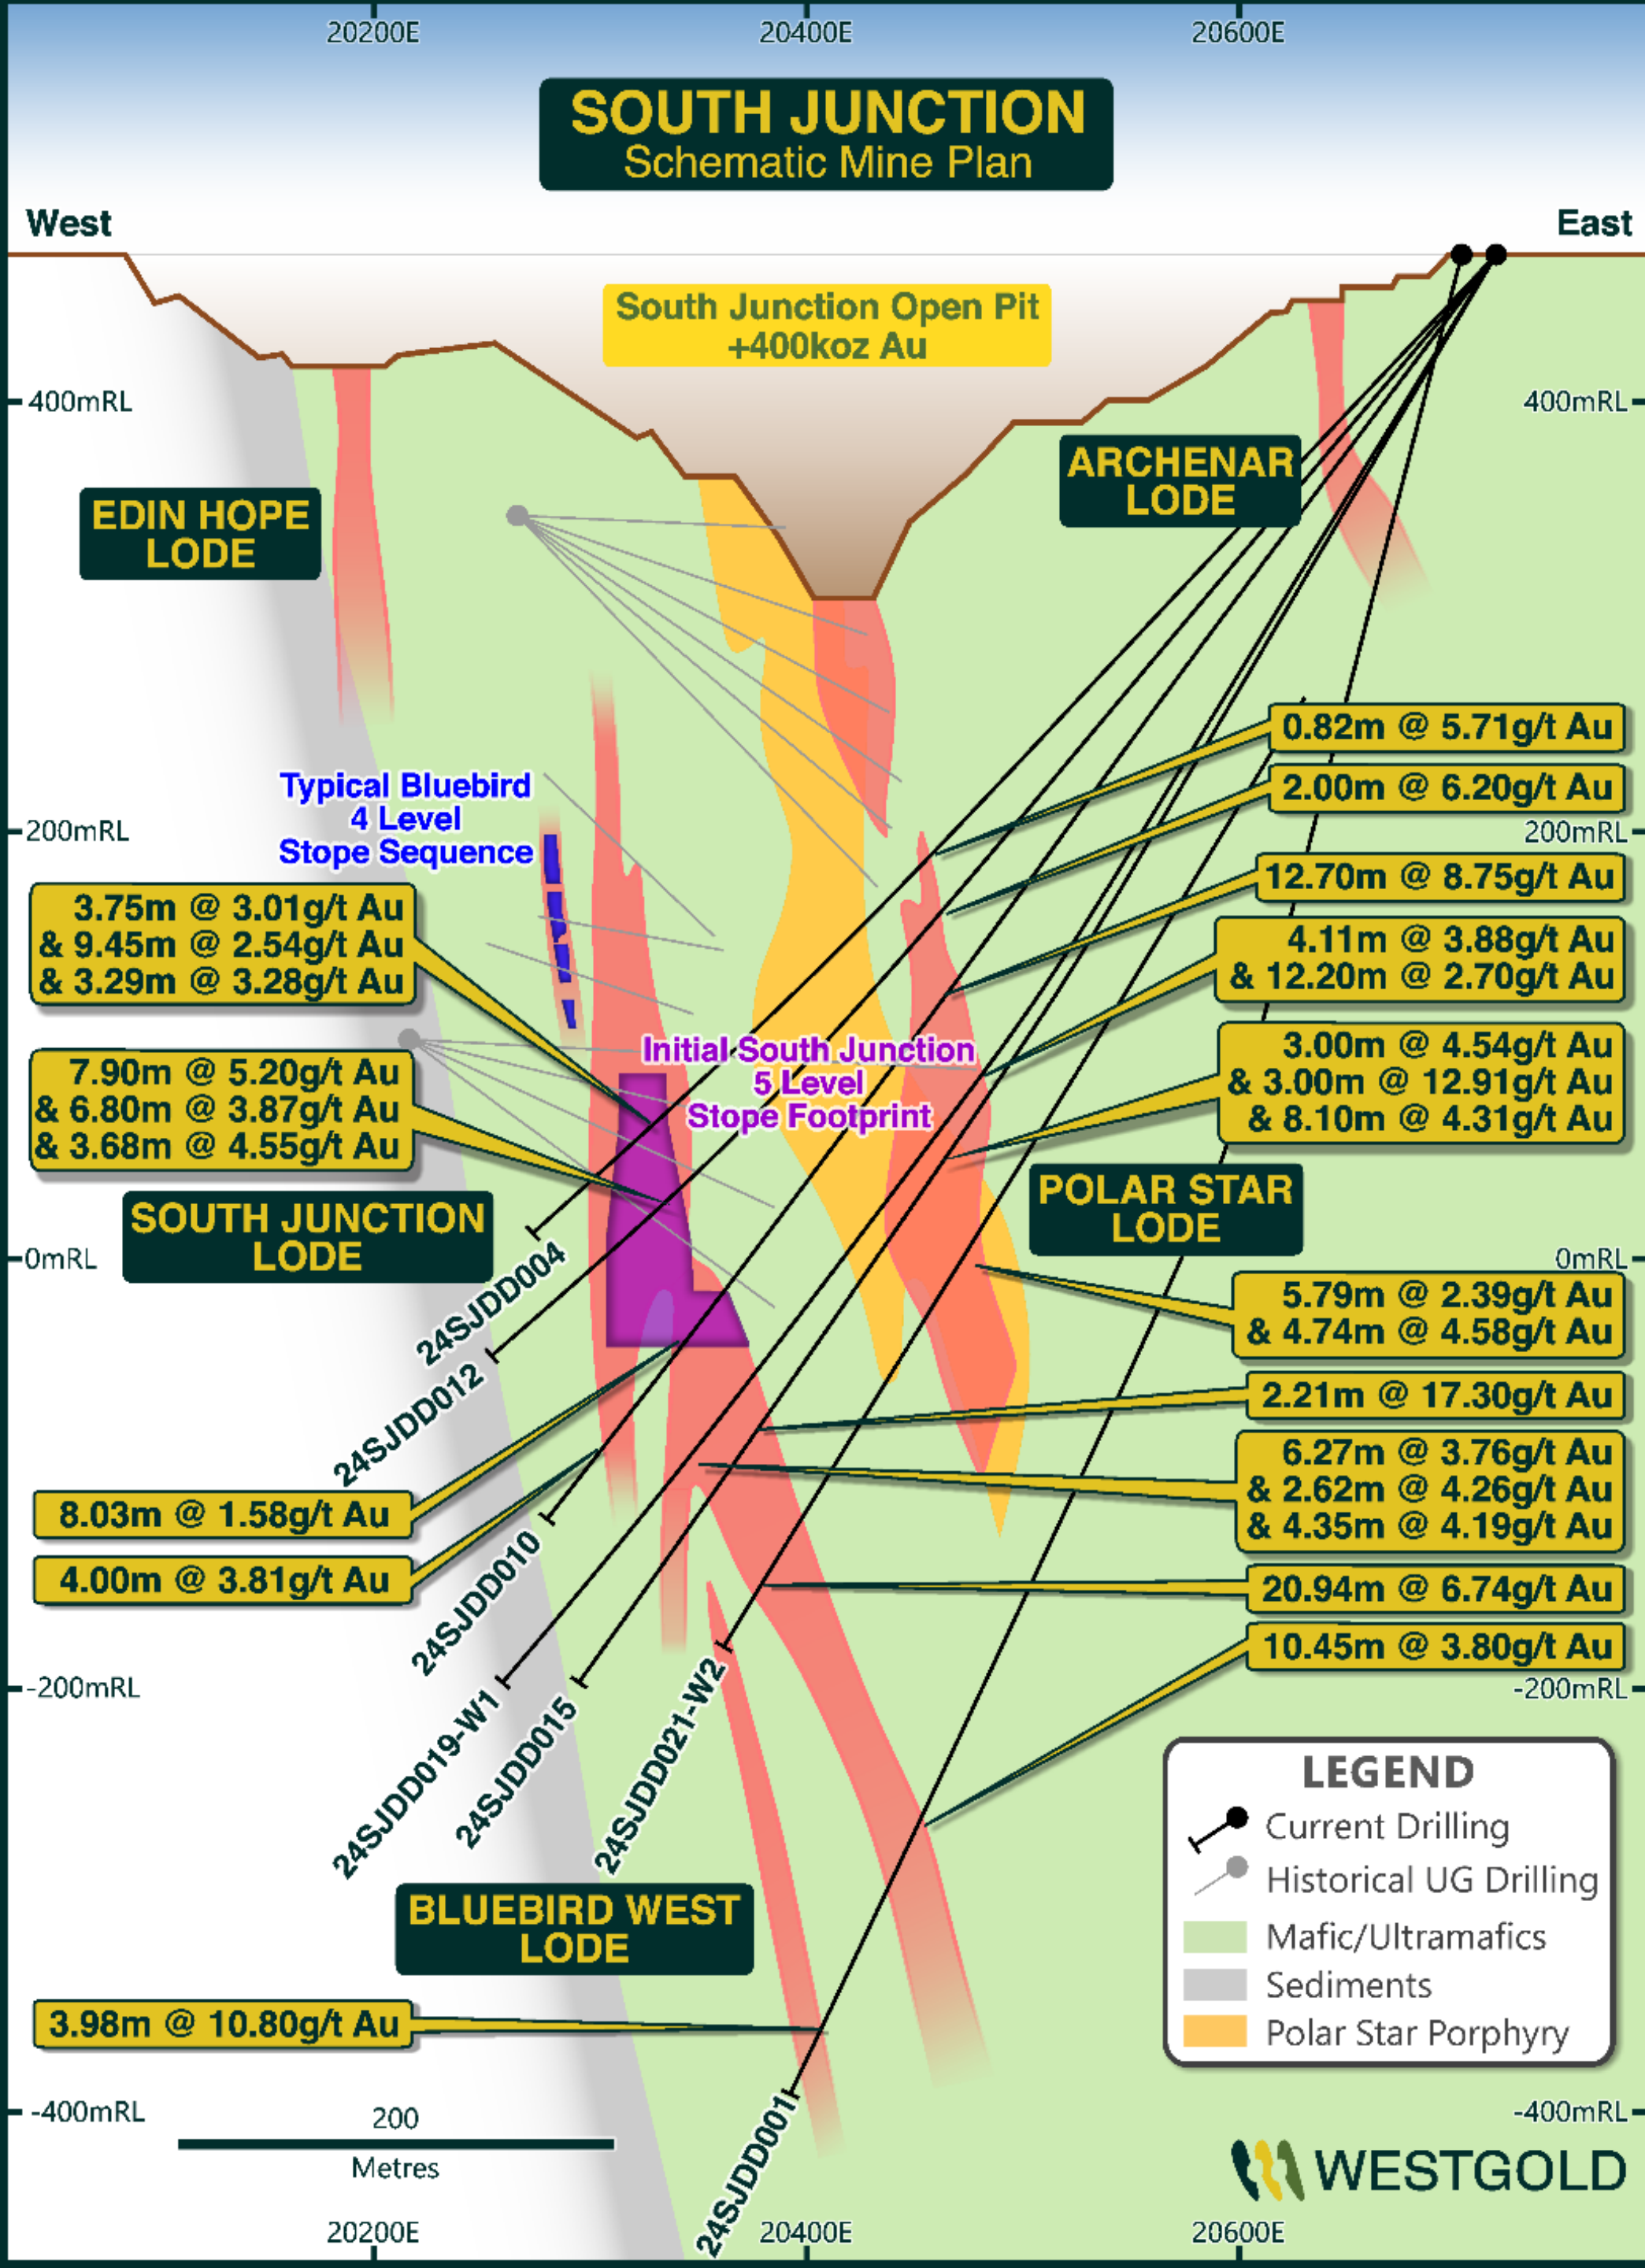 20200E
20400E
20600E
SOUTH JUNCTION
Schematic Mine Plan
West
East
South Junction Open Pit
+400koz Au
400mRL
400mRL
ARCHENAR
LODE
EDIN HOPE
LODE
0.82m @ 5.71g/t Au
2.00m @ 6.20g/t Au
Typical Bluebird
4 Level
Stope Sequence
200mRL
200mRL
12.70m @ 8.75g/t Au
3.75m @ 3.01g/t Au
& 9.45m @ 2.54g/t Au
& 3.29m @ 3.28g/t Au
4.11m @ 3.88g/t Au
& 12.20m @ 2.70g/t Au
Initial South Junction
5 Level
Stope Footprint
3.00m @ 4.54g/t Au
& 3.00m @ 12.91g/t Au
& 8.10m @ 4.31g/t Au
7.90m @ 5.20g/t Au
& 6.80m @ 3.87g/t Au
& 3.68m @ 4.55g/t Au
POLAR STAR
LODE
SOUTH JUNCTION
LODE
0mRL
0mRL
24SJDD004
5.79m @ 2.39g/t Au
& 4.74m @ 4.58g/t Au
24SJDD012
2.21m @ 17.30g/t Au
6.27m @ 3.76g/t Au
& 2.62m @ 4.26g/t Au
& 4.35m @ 4.19g/t Au
8.03m @ 1.58g/t Au
4.00m @ 3.81g/t Au
24SJDD010
20.94m @ 6.74g/t Au
10.45m @ 3.80g/t Au
-200mRL
-200mRL
24SJDD019-W1
24SJDD015
24SJDD021-W2
LEGEND
Current Drilling
Historical UG Drilling
Mafic/Ultramafics
Sediments
Polar Star Porphyry
BLUEBIRD WEST
LODE
3.98m @ 10.80g/t Au
-400mRL
-400mRL
24SJDD001
200
Metres
WESTGOLD
20200E
20400E
20600E